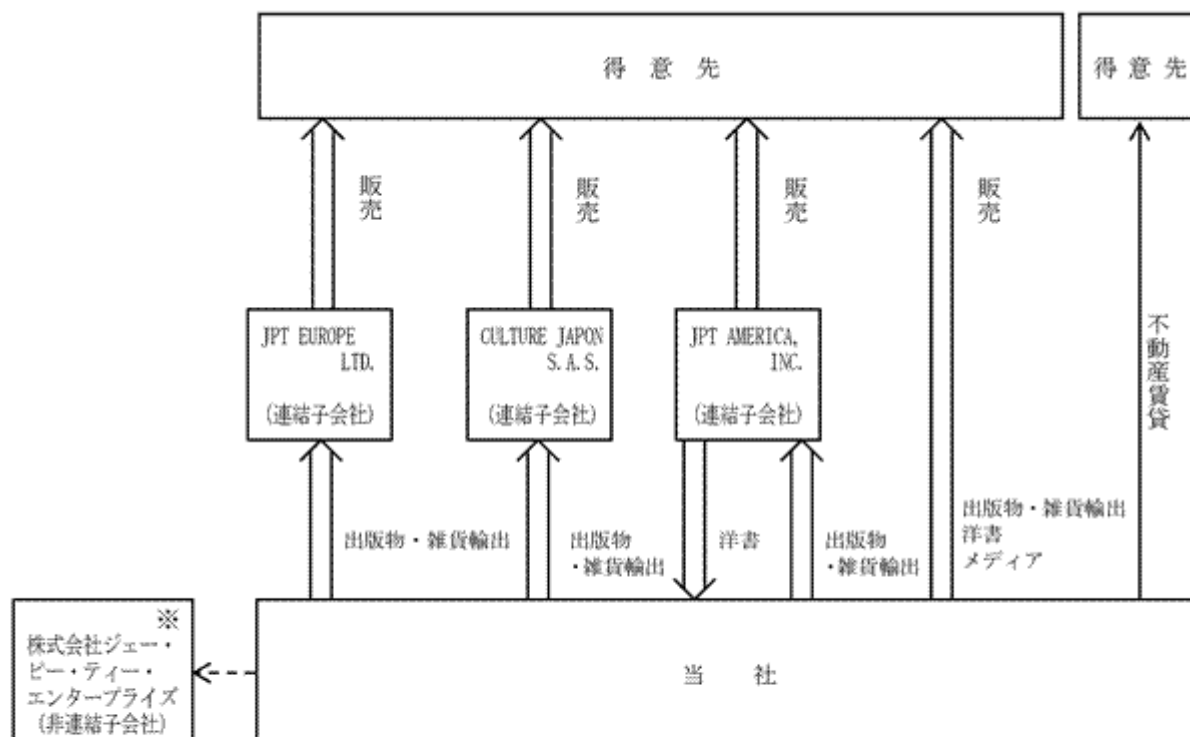 得意先
得意先
販売
販売
販売
販売
不動産賃貸
JPT EUROPE
LTD.
(連結子会社)
CULTURE JAPON
S.A.S.
(連結子会社)
JPT AMERICA,
INC.
(連結子会社)
出版物・雑貨輸出
出版物
・雑貨輸出
洋書
出版物
・雑貨輸出
出版物・雑貨輸出
洋書
メディア
※
株式会社ジェー・
ピー・ティー・
エンタープライズ
(非連結子会社)
当社